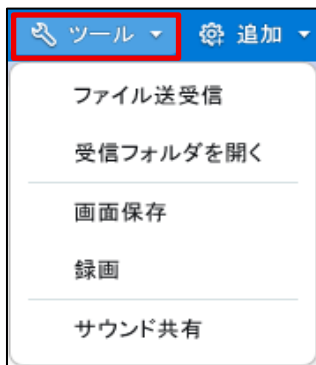 ツール 追加
ファイル送受信
受信フォルダを開く
画面保存
録画
サウンド共有